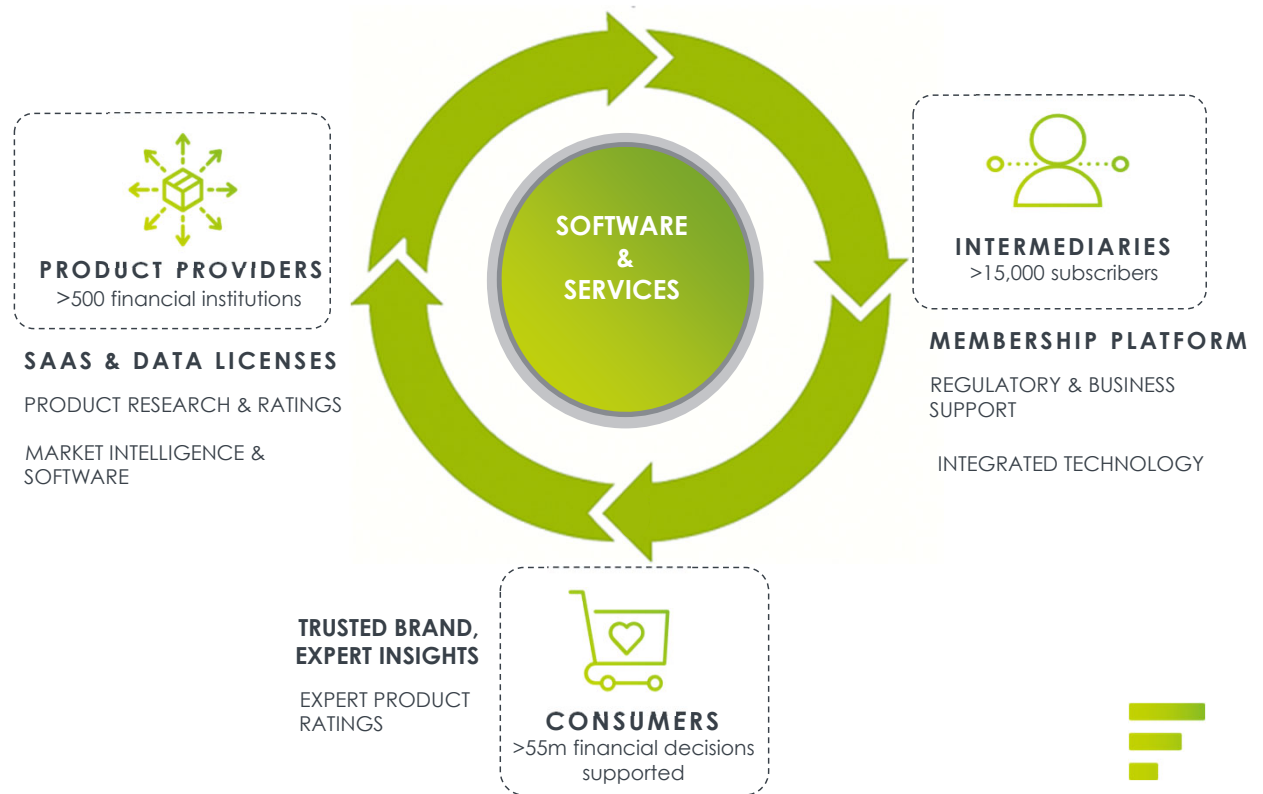 SOFTWARE
&
SERVICES
PRODUCT PROVIDERS
>500 financial institutions
SAAS & DATA LICENSES
PRODUCT RESEARCH & RATINGS
MARKET INTELLIGENCE &
SOFTWARE
INTERMEDIARIES
>15,000 subscribers
MEMBERSHIP PLATFORM
REGULATORY & BUSINESS
SUPPORT
INTEGRATED TECHNOLOGY
TRUSTED BRAND,
EXPERT INSIGHTS
EXPERT PRODUCT
RATINGS
CONSUMERS
>55m financial decisions
supported